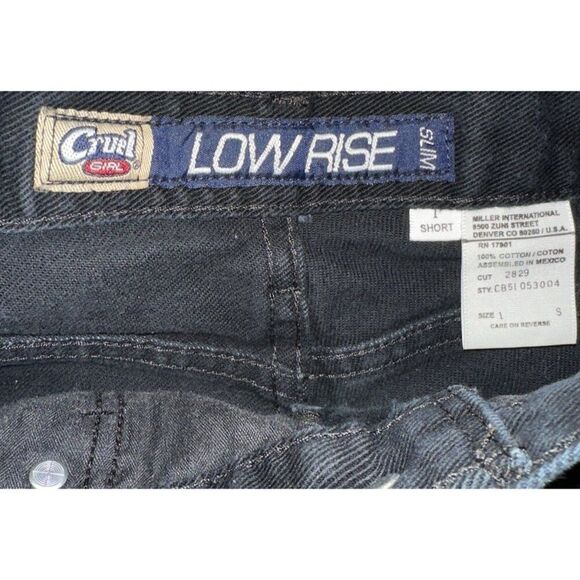 Cruel
GIRL
LOW RISE
SLIM
1
SHORT
MILLER INTERNATIONAL
8500 ZUNI STREET
DENVER CO 80260 / U.S.A.
RN 17901
100% COTTON / COTON
ASSEMBLED IN MEXICO
CUT 2829
STY. CB51053004
SIZE 1 S
CARE ON REVERSE